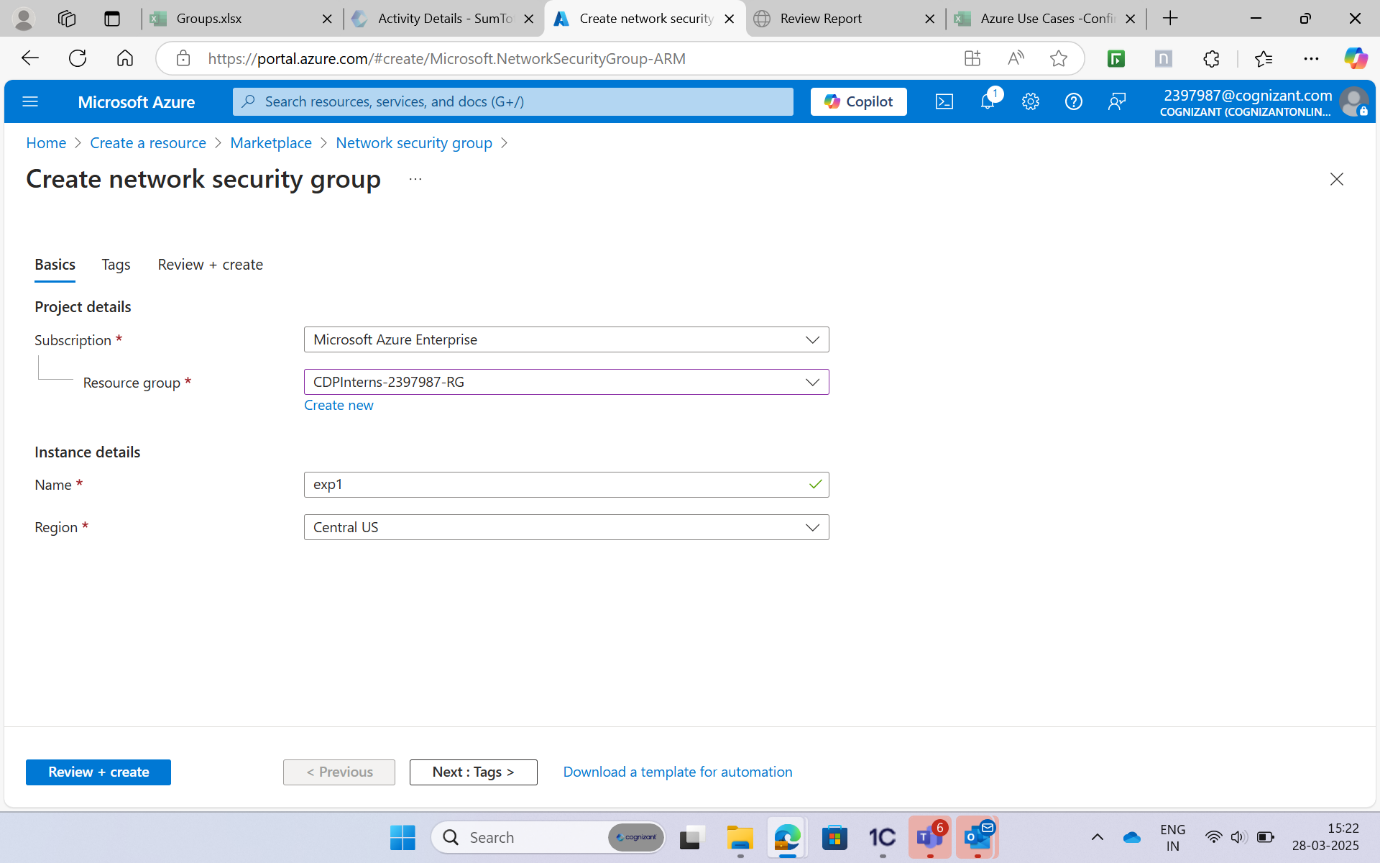 Groups.xlsx
Activity Details - SumTo
Create network security
Review Report
Azure Use Cases -Confi
https://portal.azure.com/#create/Microsoft.NetworkSecurityGroup-ARM
Microsoft Azure
Search resources, services, and docs (G+/)
Copilot
1
2397987@cognizant.com
COGNIZANT (COGNIZANTONLIN...
Home > Create a resource > Marketplace > Network security group >
Create network security group ...
Basics
Tags
Review + create
Project details
Subscription *
Microsoft Azure Enterprise
Resource group *
CDPInterns-2397987-RG
Create new
Instance details
Name *
exp1
Region *
Central US
Review + create
< Previous
Next : Tags >
Download a template for automation
Search
cognizant
1C
6
ENG
IN
15:22
28-03-2025